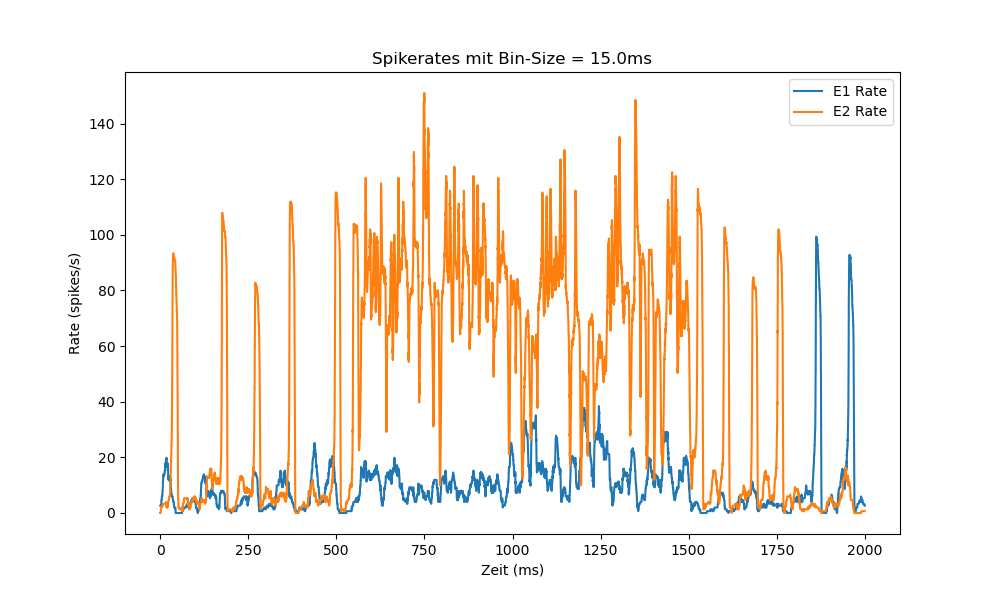 Spikerates mit Bin-Size = 15.0ms
E1 Rate
E2 Rate
140
120
100
80
60
40
20
0
Rate (spikes/s)
0 250 500 750 1000 1250 1500 1750 2000
Zeit (ms)